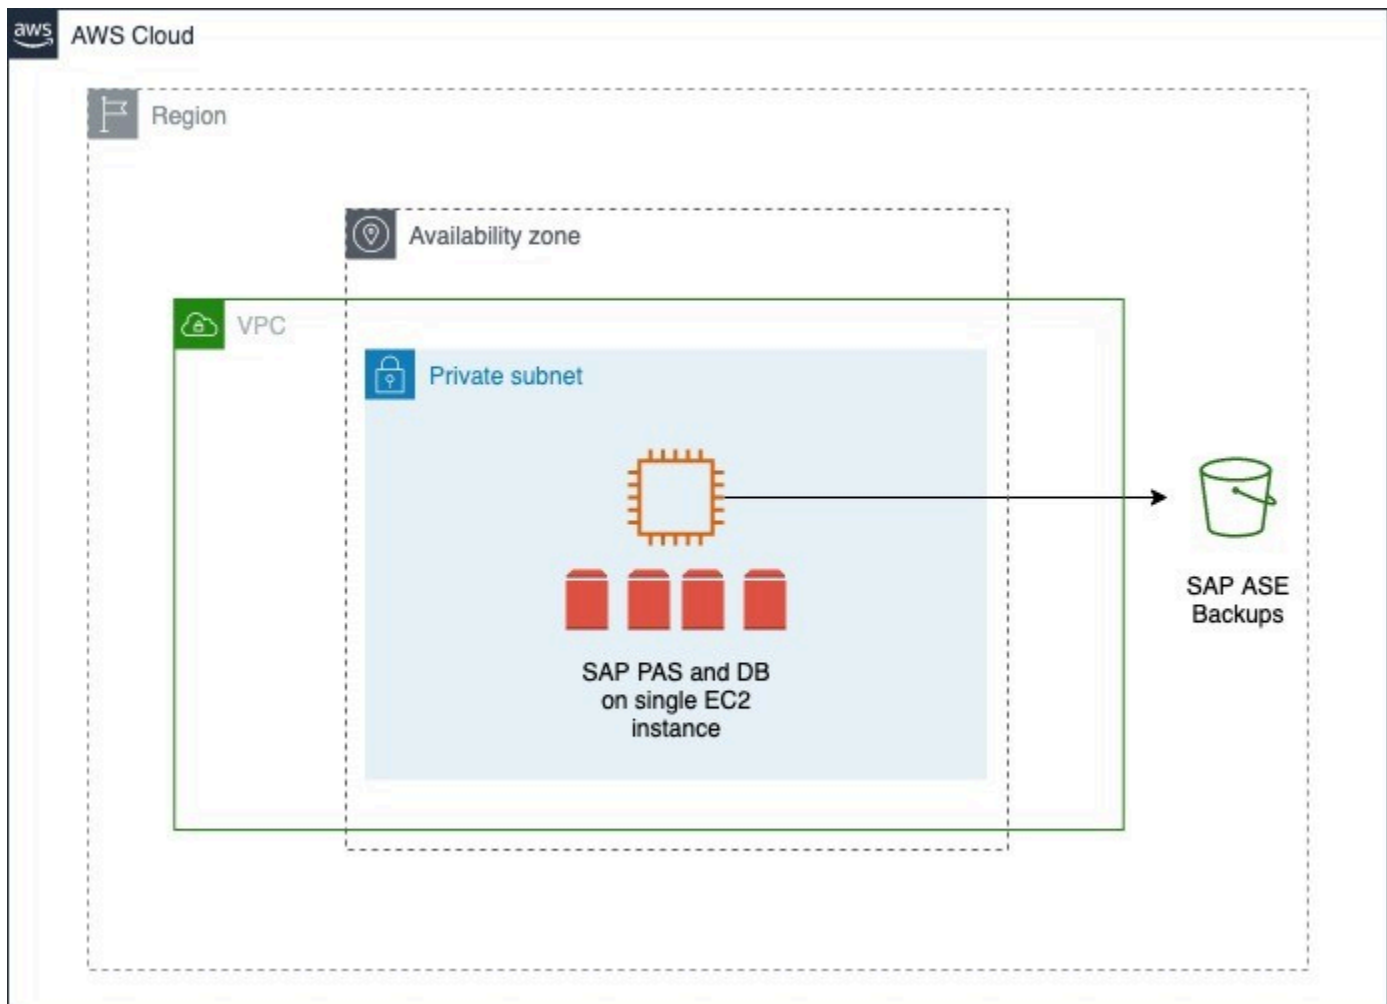 aws
AWS Cloud
Region
Availability zone
VPC
Private subnet
SAP ASE
Backups
SAP PAS and DB
on single EC2
instance